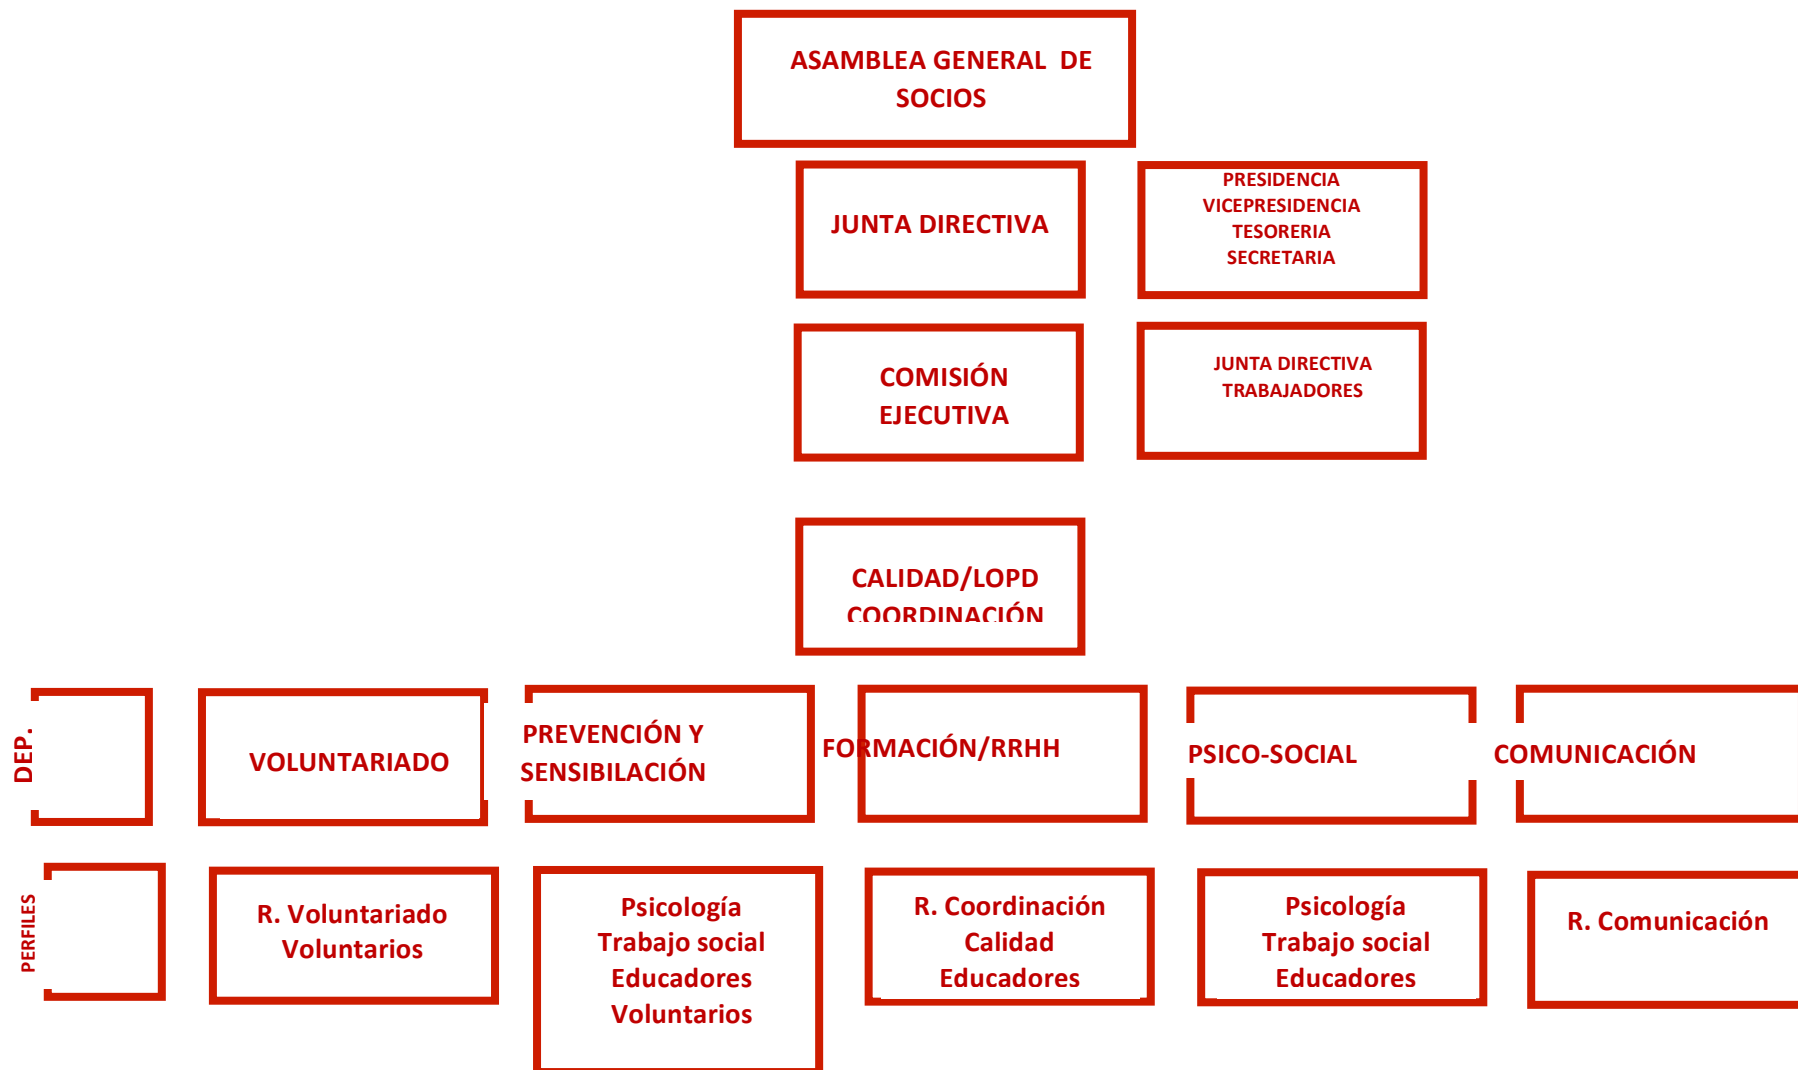 ASAMBLEA GENERAL DE
SOCIOS
JUNTA DIRECTIVA
PRESIDENCIA
VICEPRESIDENCIA
TESORERIA
SECRETARIA
COMISIÓN
EJECUTIVA
JUNTA DIRECTIVA
TRABAJADORES
CALIDAD/LOPD
COORDINACIÓN
DEP.
VOLUNTARIADO
PREVENCIÓN Y
SENSIBILACIÓN
FORMACIÓN/RRHH
PSICO-SOCIAL
COMUNICACIÓN
PERFILES
R. Voluntariado
Voluntarios
Psicología
Trabajo social
Educadores
Voluntarios
R. Coordinación
Calidad
Educadores
Psicología
Trabajo social
Educadores
R. Comunicación